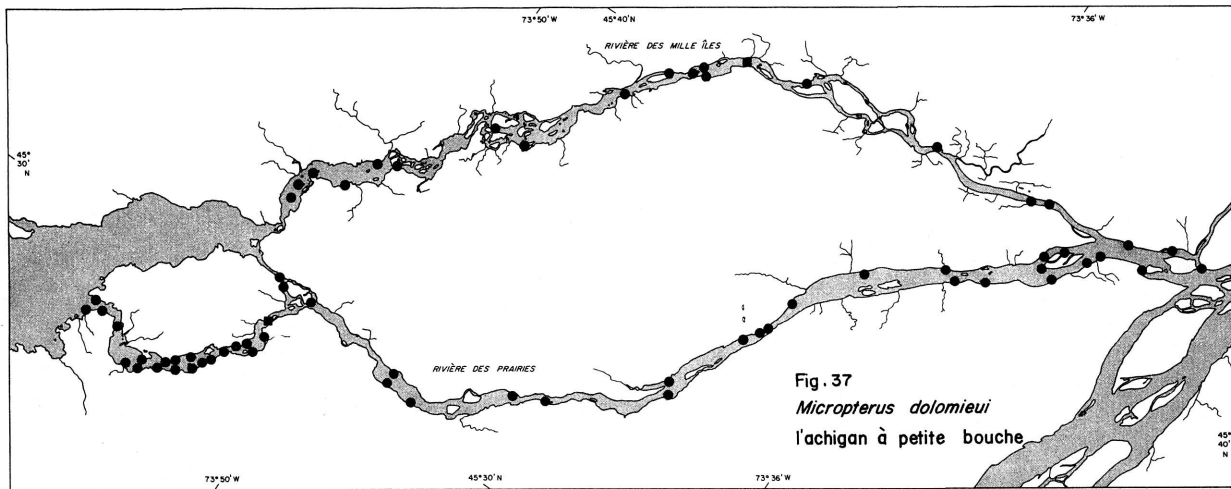 73°50'W
45°40'N
73°36'W
RIVIÈRE DES MILLE ÎLES
45°
30'
N
RIVIÈRE DES PRAIRIES
Fig. 37
Micropterus dolomieui
l'achigan à petite bouche
45°
40'
N
73°50'W
45°30'N
73°36'W